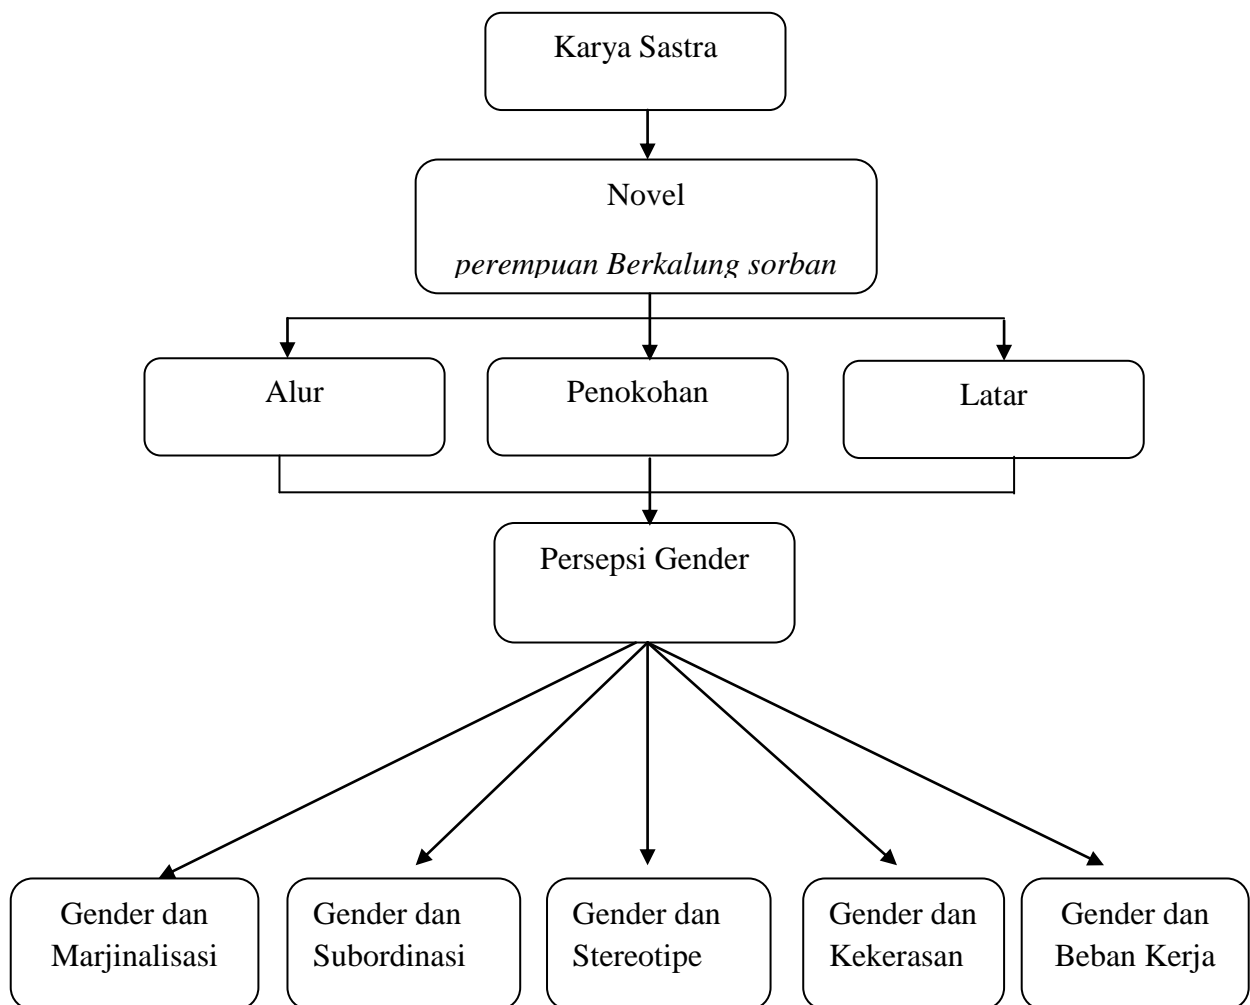 Karya Sastra
Novel
perempuan Berkalung sorban
Alur
Penokohan
Latar
Persepsi Gender
Gender dan
Marjinalisasi
Gender dan
Subordinasi
Gender dan
Stereotipe
Gender dan
Kekerasan
Gender dan
Beban Kerja